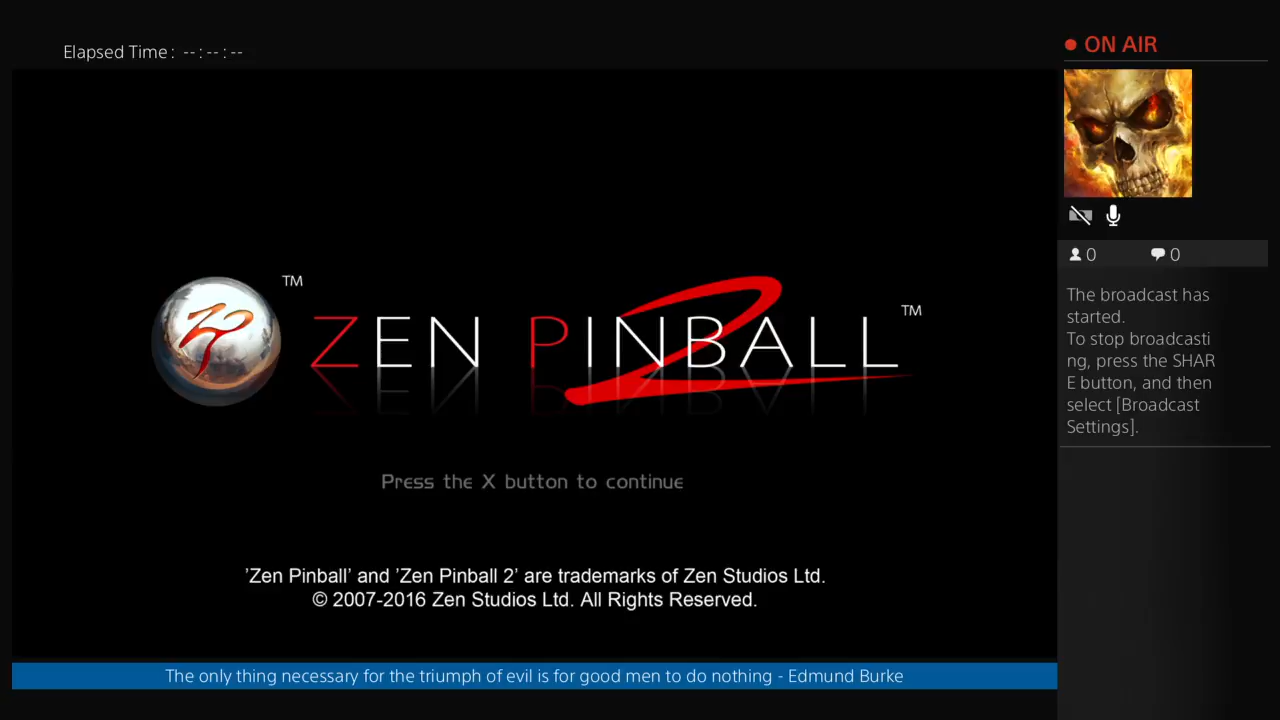 Elapsed Time : -- : -- : --
ON AIR
ZEN PINBALL 2
TM
TM
0
0
The broadcast has
started.
To stop broadcasti
ng, press the SHAR
E button, and then
select [Broadcast
Settings].
Press the X button to continue
'Zen Pinball' and 'Zen Pinball 2' are trademarks of Zen Studios Ltd.
© 2007-2016 Zen Studios Ltd. All Rights Reserved.
The only thing necessary for the triumph of evil is for good men to do nothing - Edmund Burke